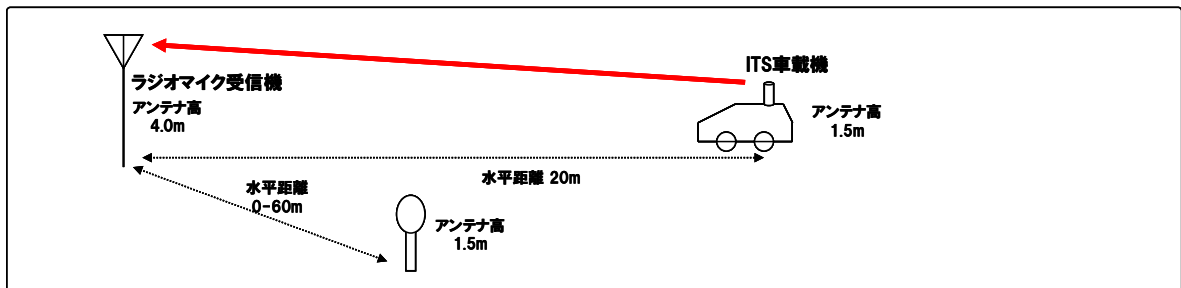 ITS車載機
ラジオマイク受信機
アンテナ高
4.0m
アンテナ高
1.5m
水平距離 20m
水平距離
0-60m
アンテナ高
1.5m